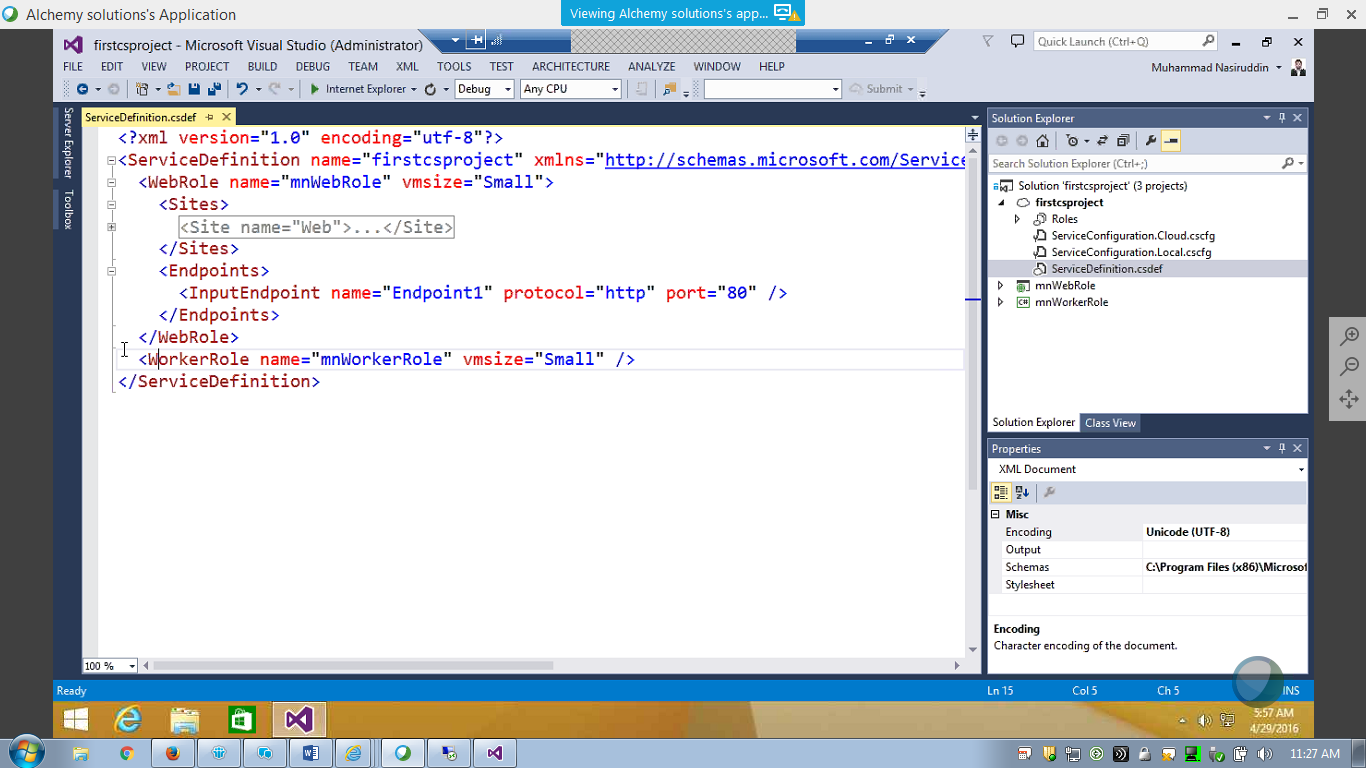 Alchemy solutions's Application
Viewing Alchemy solutions's app...
firstcsproject - Microsoft Visual Studio (Administrator)
Quick Launch (Ctrl+Q)
FILE EDIT VIEW PROJECT BUILD DEBUG TEAM XML TOOLS TEST ARCHITECTURE ANALYZE WINDOW HELP
Muhammad Nasiruddin
Internet Explorer
Debug
Any CPU
Submit
Server Explorer
Toolbox
ServiceDefinition.csdef
<?xml version="1.0" encoding="utf-8"?>
<ServiceDefinition name="firstcsproject" xmlns="http://schemas.microsoft.com/Service
<WebRole name="mnWebRole" vmsize="Small">
<Sites>
<Site name="Web">...</Site>
</Sites>
<Endpoints>
<InputEndpoint name="Endpoint1" protocol="http" port="80" />
</Endpoints>
</WebRole>
<WorkerRole name="mnWorkerRole" vmsize="Small" />
</ServiceDefinition>
100 %
Solution Explorer
Search Solution Explorer (Ctrl+;)
Solution 'firstcsproject' (3 projects)
firstcsproject
Roles
ServiceConfiguration.Cloud.cscfg
ServiceConfiguration.Local.cscfg
ServiceDefinition.csdef
mnWebRole
C# mnWorkerRole
Solution Explorer Class View
Properties
XML Document
Misc
Encoding Unicode (UTF-8)
Output
Schemas C:\Program Files (x86)\Microsof
Stylesheet
Encoding
Character encoding of the document.
Ready Ln 15 Col 5 Ch 5 INS
5:57 AM
4/29/2016
11:27 AM